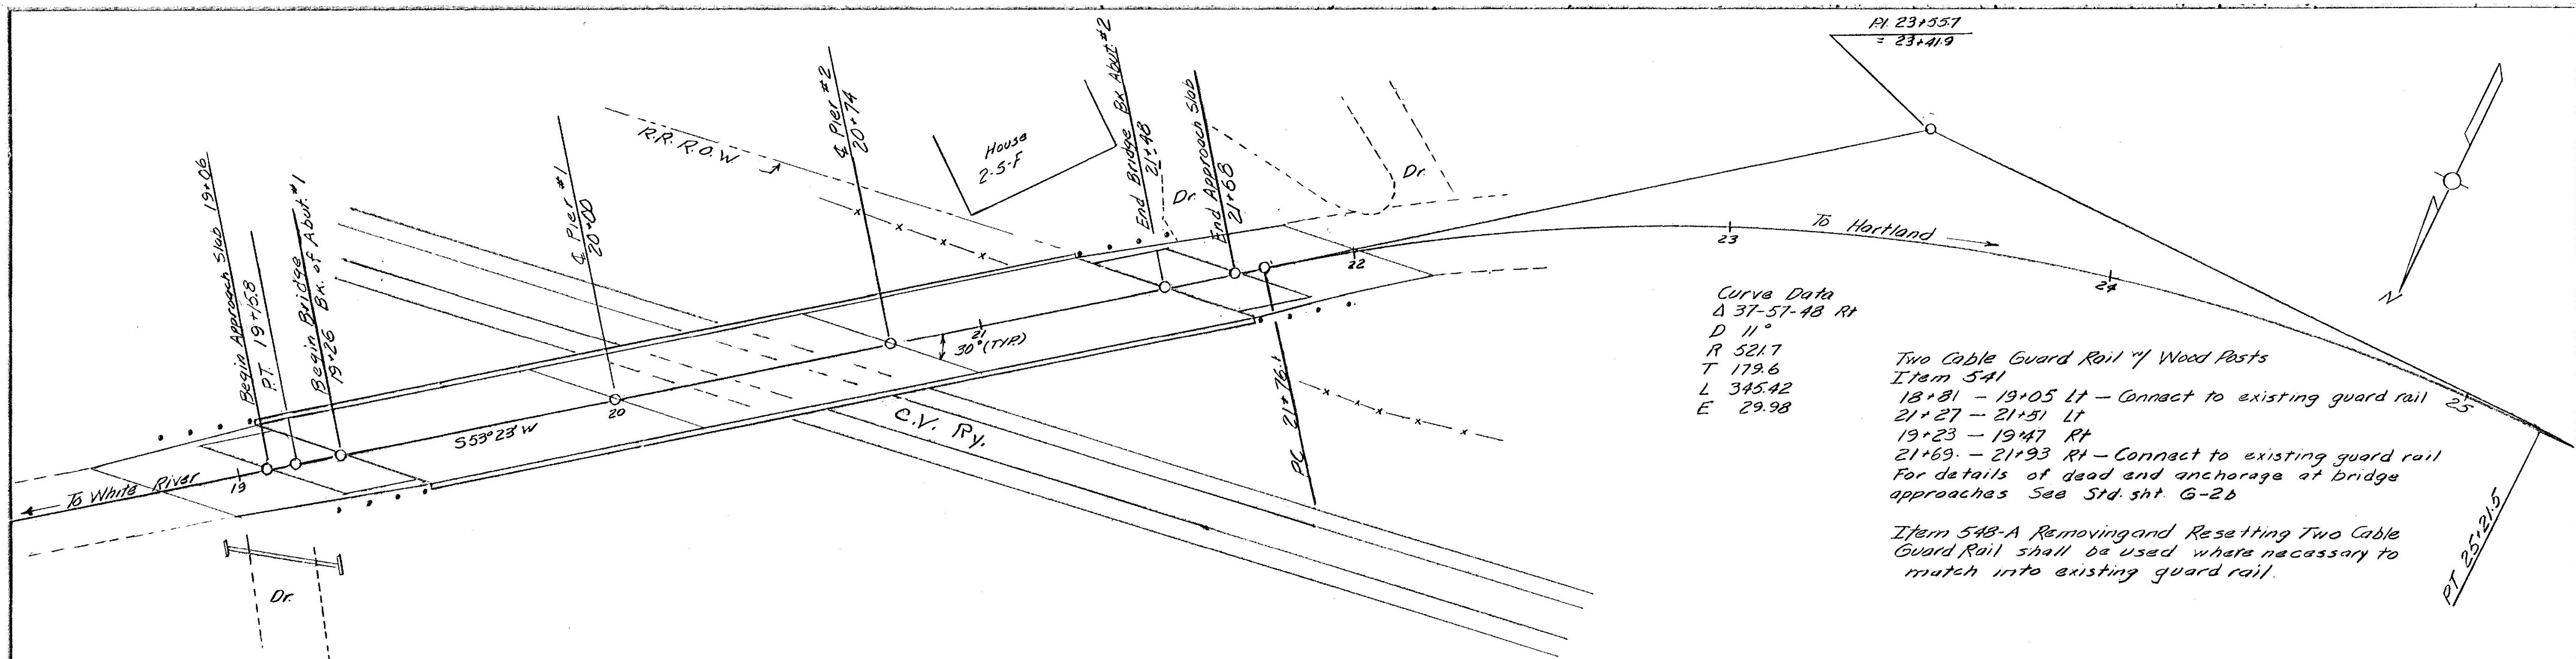 P.I. 23+55.7
= 23+41.9
Begin Approach Slab 19+06
P.T. 19+15.8
Begin Bridge
19+26 Bk. of Abut. #1
℄ Pier #1
20+00
R.R. R.O.W.
℄ Pier #2
20+74
House
2.5-F
End Bridge Bk Abut. #2
21+48
Dr.
End Approach Slab
21+68
Dr.
To Hartland
22
23
24
25
21
30° (TYP.)
20
S53°23'W
19
To White River
C.V. Ry.
PC 21+76.1
Dr.
N
Curve Data
Δ 37-57-48 Rt
D 11°
R 521.7
T 179.6
L 345.42
E 29.98
Two Cable Guard Rail w/ Wood Posts
Item 541
18+81 - 19+05 Lt - Connect to existing guard rail
21+27 - 21+51 Lt
19+23 - 19+47 Rt
21+69. - 21+93 Rt - Connect to existing guard rail
For details of dead end anchorage at bridge
approaches See Std. sht. G-2b
Item 548-A Removing and Resetting Two Cable
Guard Rail shall be used where necessary to
match into existing guard rail.
PT 25+21.5